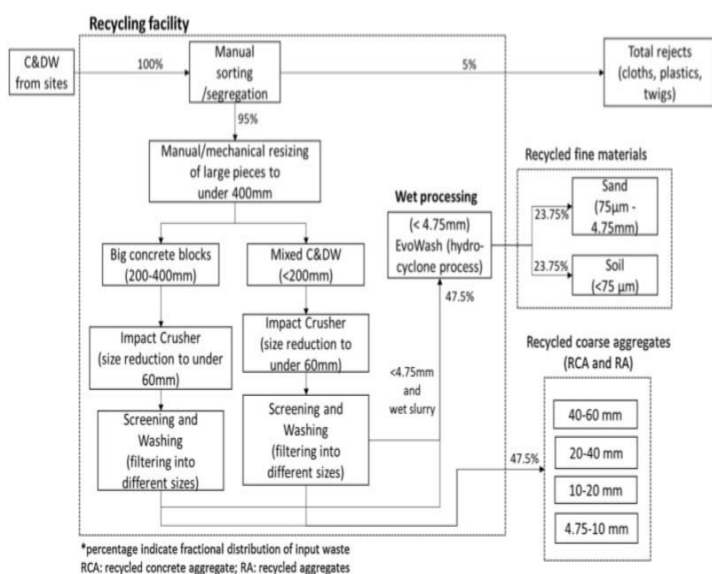 Recycling facility
C&DW
from sites
100%
Manual
sorting
/segregation
5%
Total rejects
(cloths, plastics,
twigs)
95%
Manual/mechanical resizing
of large pieces to
under 400mm
Big concrete blocks
(200-400mm)
Mixed C&DW
(<200mm)
Impact Crusher
(size reduction to under
60mm)
Impact Crusher
(size reduction to
under 60mm)
Screening and
Washing
(filtering into
different sizes)
Screening and
Washing
(filtering into
different sizes)
<4.75mm
and
wet slurry
Wet processing
(< 4.75mm)
EvoWash (hydro-
cyclone process)
47.5%
Recycled fine materials
23.75%
Sand
(75μm -
4.75mm)
23.75%
Soil
(<75 μm)
Recycled coarse aggregates
(RCA and RA)
47.5%
40-60 mm
20-40 mm
10-20 mm
4.75-10 mm
*percentage indicate fractional distribution of input waste
RCA: recycled concrete aggregate; RA: recycled aggregates